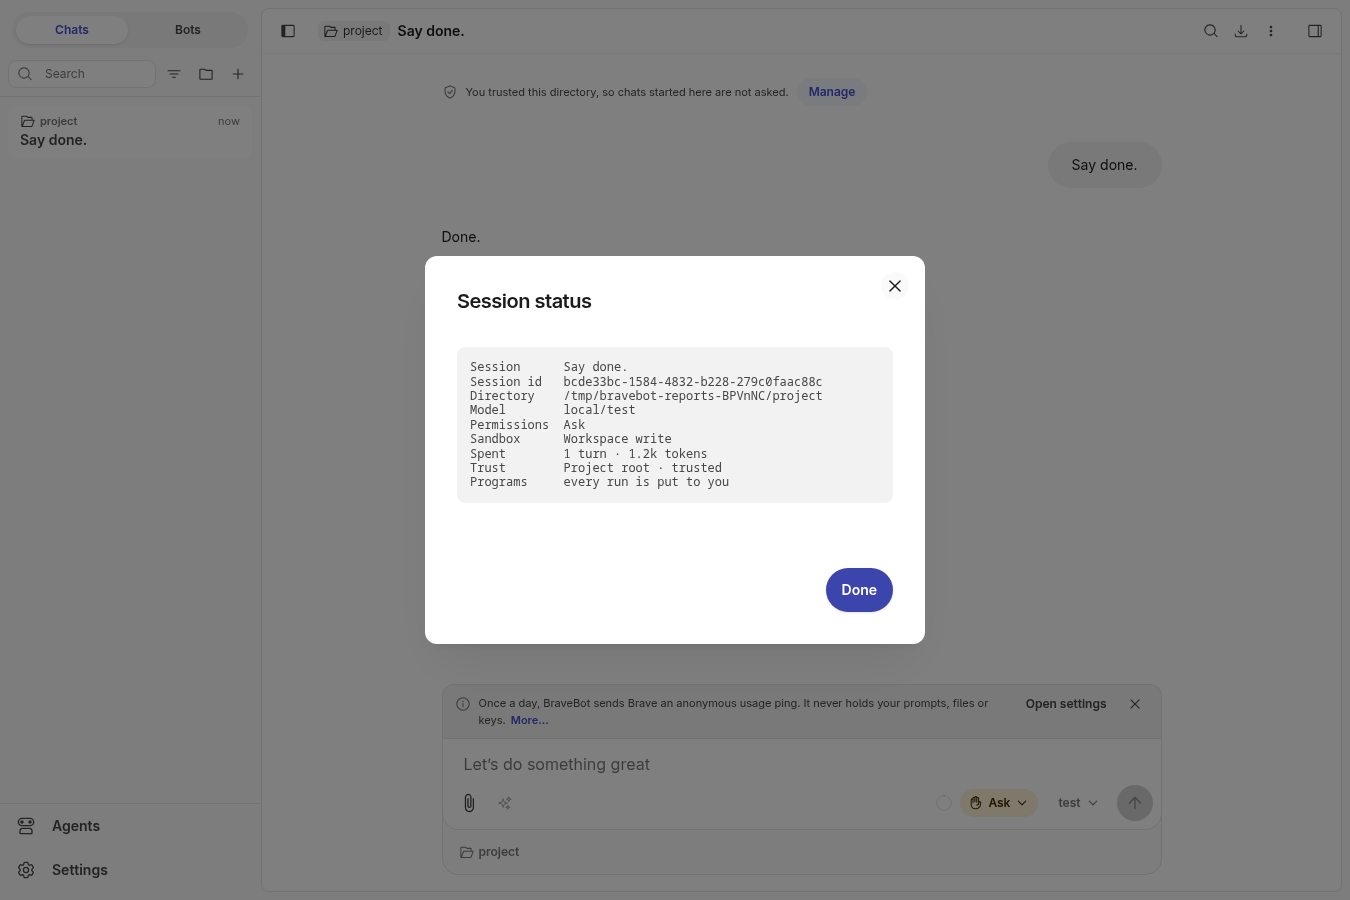 Chats
Bots
Search
project
now
Say done.
project
Say done.
You trusted this directory, so chats started here are not asked.
Manage
Say done.
Done.
Session status
Session Say done.
Session id bcde33bc-1584-4832-b228-279c0faac88c
Directory /tmp/bravebot-reports-BPVnNC/project
Model local/test
Permissions Ask
Sandbox Workspace write
Spent 1 turn · 1.2k tokens
Trust Project root · trusted
Programs every run is put to you
Done
Once a day, BraveBot sends Brave an anonymous usage ping. It never holds your prompts, files or
keys. More...
Open settings
Let's do something great
Ask
test
project
Agents
Settings